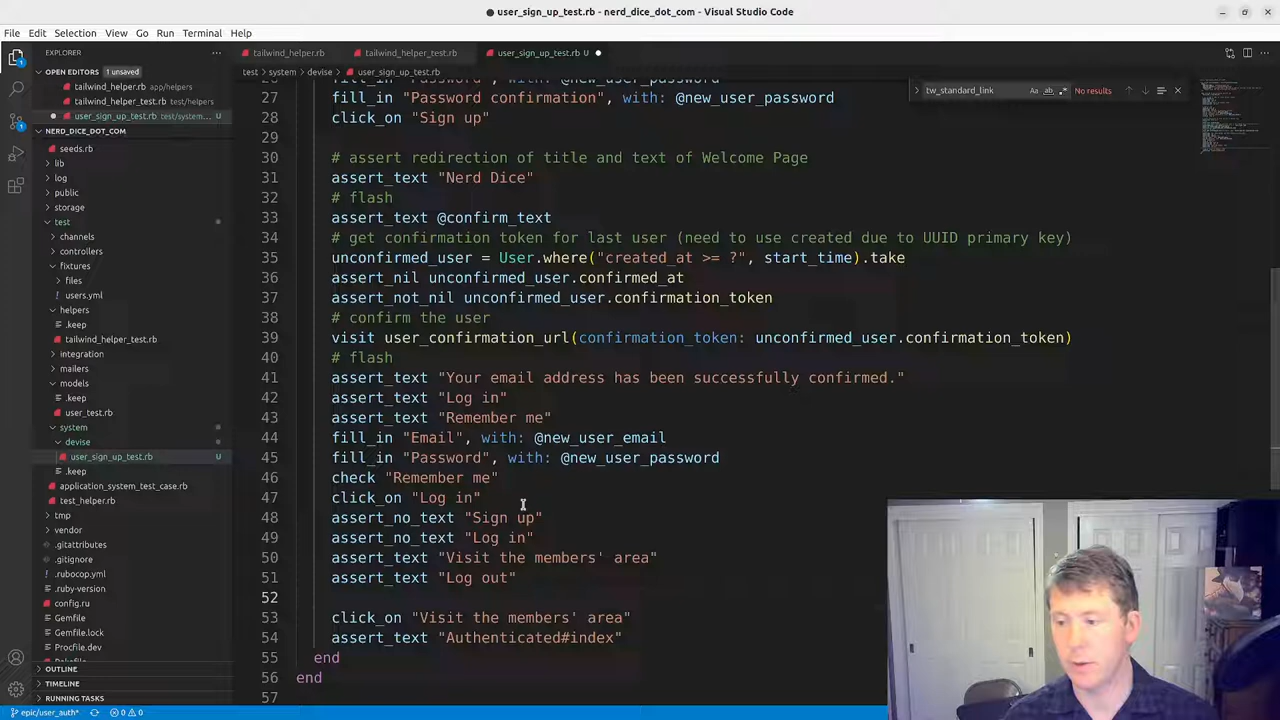 user_sign_up_test.rb - nerd_dice_dot_com - Visual Studio Code
File Edit Selection View Go Run Terminal Help
EXPLORER
tailwind_helper.rb tailwind_helper_test.rb user_sign_up_test.rb U
OPEN EDITORS 1 unsaved
test > system > devise > user_sign_up_test.rb
tailwind_helper.rb app/helpers
tailwind_helper_test.rb test/helpers
user_sign_up_test.rb test/system... U
tw_standard_link Aa ab .* No results
NERD_DICE_DOT_COM
seeds.rb
lib
log
public
storage
test
channels
controllers
fixtures
files
users.yml
helpers
.keep
tailwind_helper_test.rb
integration
mailers
models
.keep
user_test.rb
system
devise
user_sign_up_test.rb U
.keep
application_system_test_case.rb
test_helper.rb
tmp
vendor
.gitattributes
.gitignore
.rubocop.yml
.ruby-version
config.ru
Gemfile
Gemfile.lock
Procfile.dev
OUTLINE
TIMELINE
RUNNING TASKS
27 fill_in "Password confirmation", with: @new_user_password
28 click_on "Sign up"
29
30 # assert redirection of title and text of Welcome Page
31 assert_text "Nerd Dice"
32 # flash
33 assert_text @confirm_text
34 # get confirmation token for last user (need to use created due to UUID primary key)
35 unconfirmed_user = User.where("created_at >= ?", start_time).take
36 assert_nil unconfirmed_user.confirmed_at
37 assert_not_nil unconfirmed_user.confirmation_token
38 # confirm the user
39 visit user_confirmation_url(confirmation_token: unconfirmed_user.confirmation_token)
40 # flash
41 assert_text "Your email address has been successfully confirmed."
42 assert_text "Log in"
43 assert_text "Remember me"
44 fill_in "Email", with: @new_user_email
45 fill_in "Password", with: @new_user_password
46 check "Remember me"
47 click_on "Log in"
48 assert_no_text "Sign up"
49 assert_no_text "Log in"
50 assert_text "Visit the members' area"
51 assert_text "Log out"
52
53 click_on "Visit the members' area"
54 assert_text "Authenticated#index"
55 end
56 end
57
epic/user_auth* 0 0